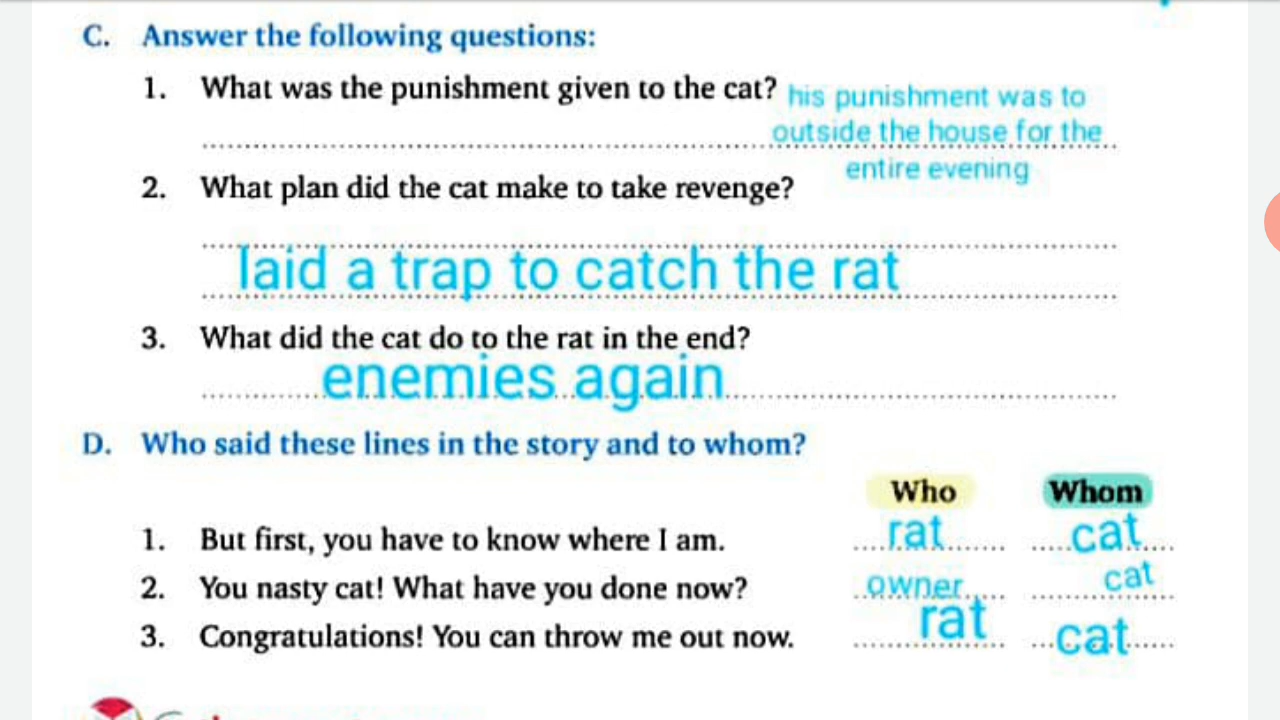 C. Answer the following questions:
1. What was the punishment given to the cat? his punishment was to
outside the house for the
entire evening
2. What plan did the cat make to take revenge?
laid a trap to catch the rat
3. What did the cat do to the rat in the end?
enemies again
D. Who said these lines in the story and to whom?
Who Whom
1. But first, you have to know where I am. rat cat
2. You nasty cat! What have you done now? owner cat
3. Congratulations! You can throw me out now. rat cat